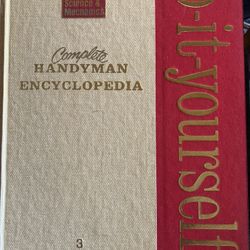 Science &
Mechanics
Complete
HANDYMAN
ENCYCLOPEDIA
3
o-it-yourself